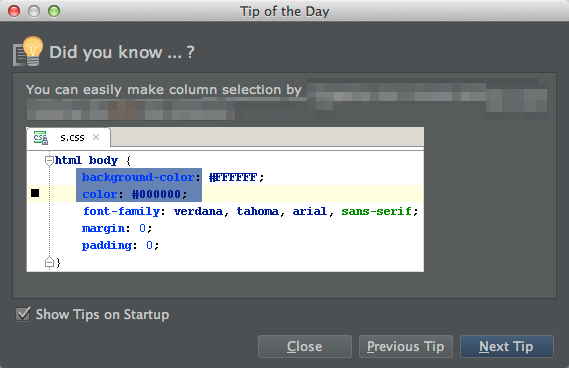 Tip of the Day
Did you know ... ?
You can easily make column selection by
s.css
html body {
background-color: #FFFFFF;
color: #000000;
font-family: verdana, tahoma, arial, sans-serif;
margin: 0;
padding: 0;
}
Show Tips on Startup
Close Previous Tip Next Tip